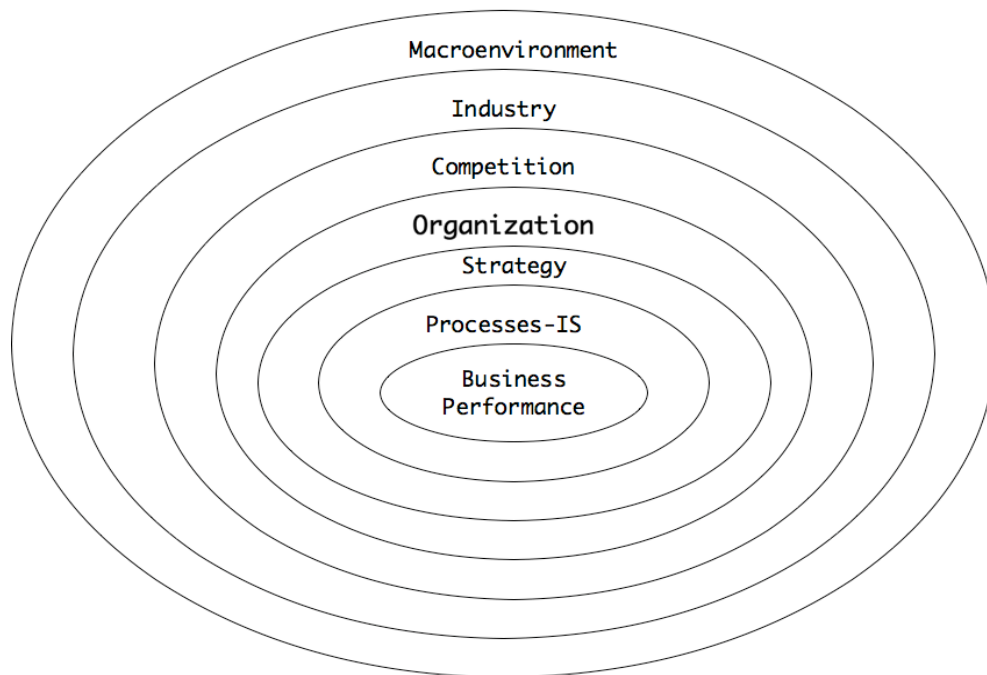 Macroenvironment
Industry
Competition
Organization
Strategy
Processes-IS
Business
Performance